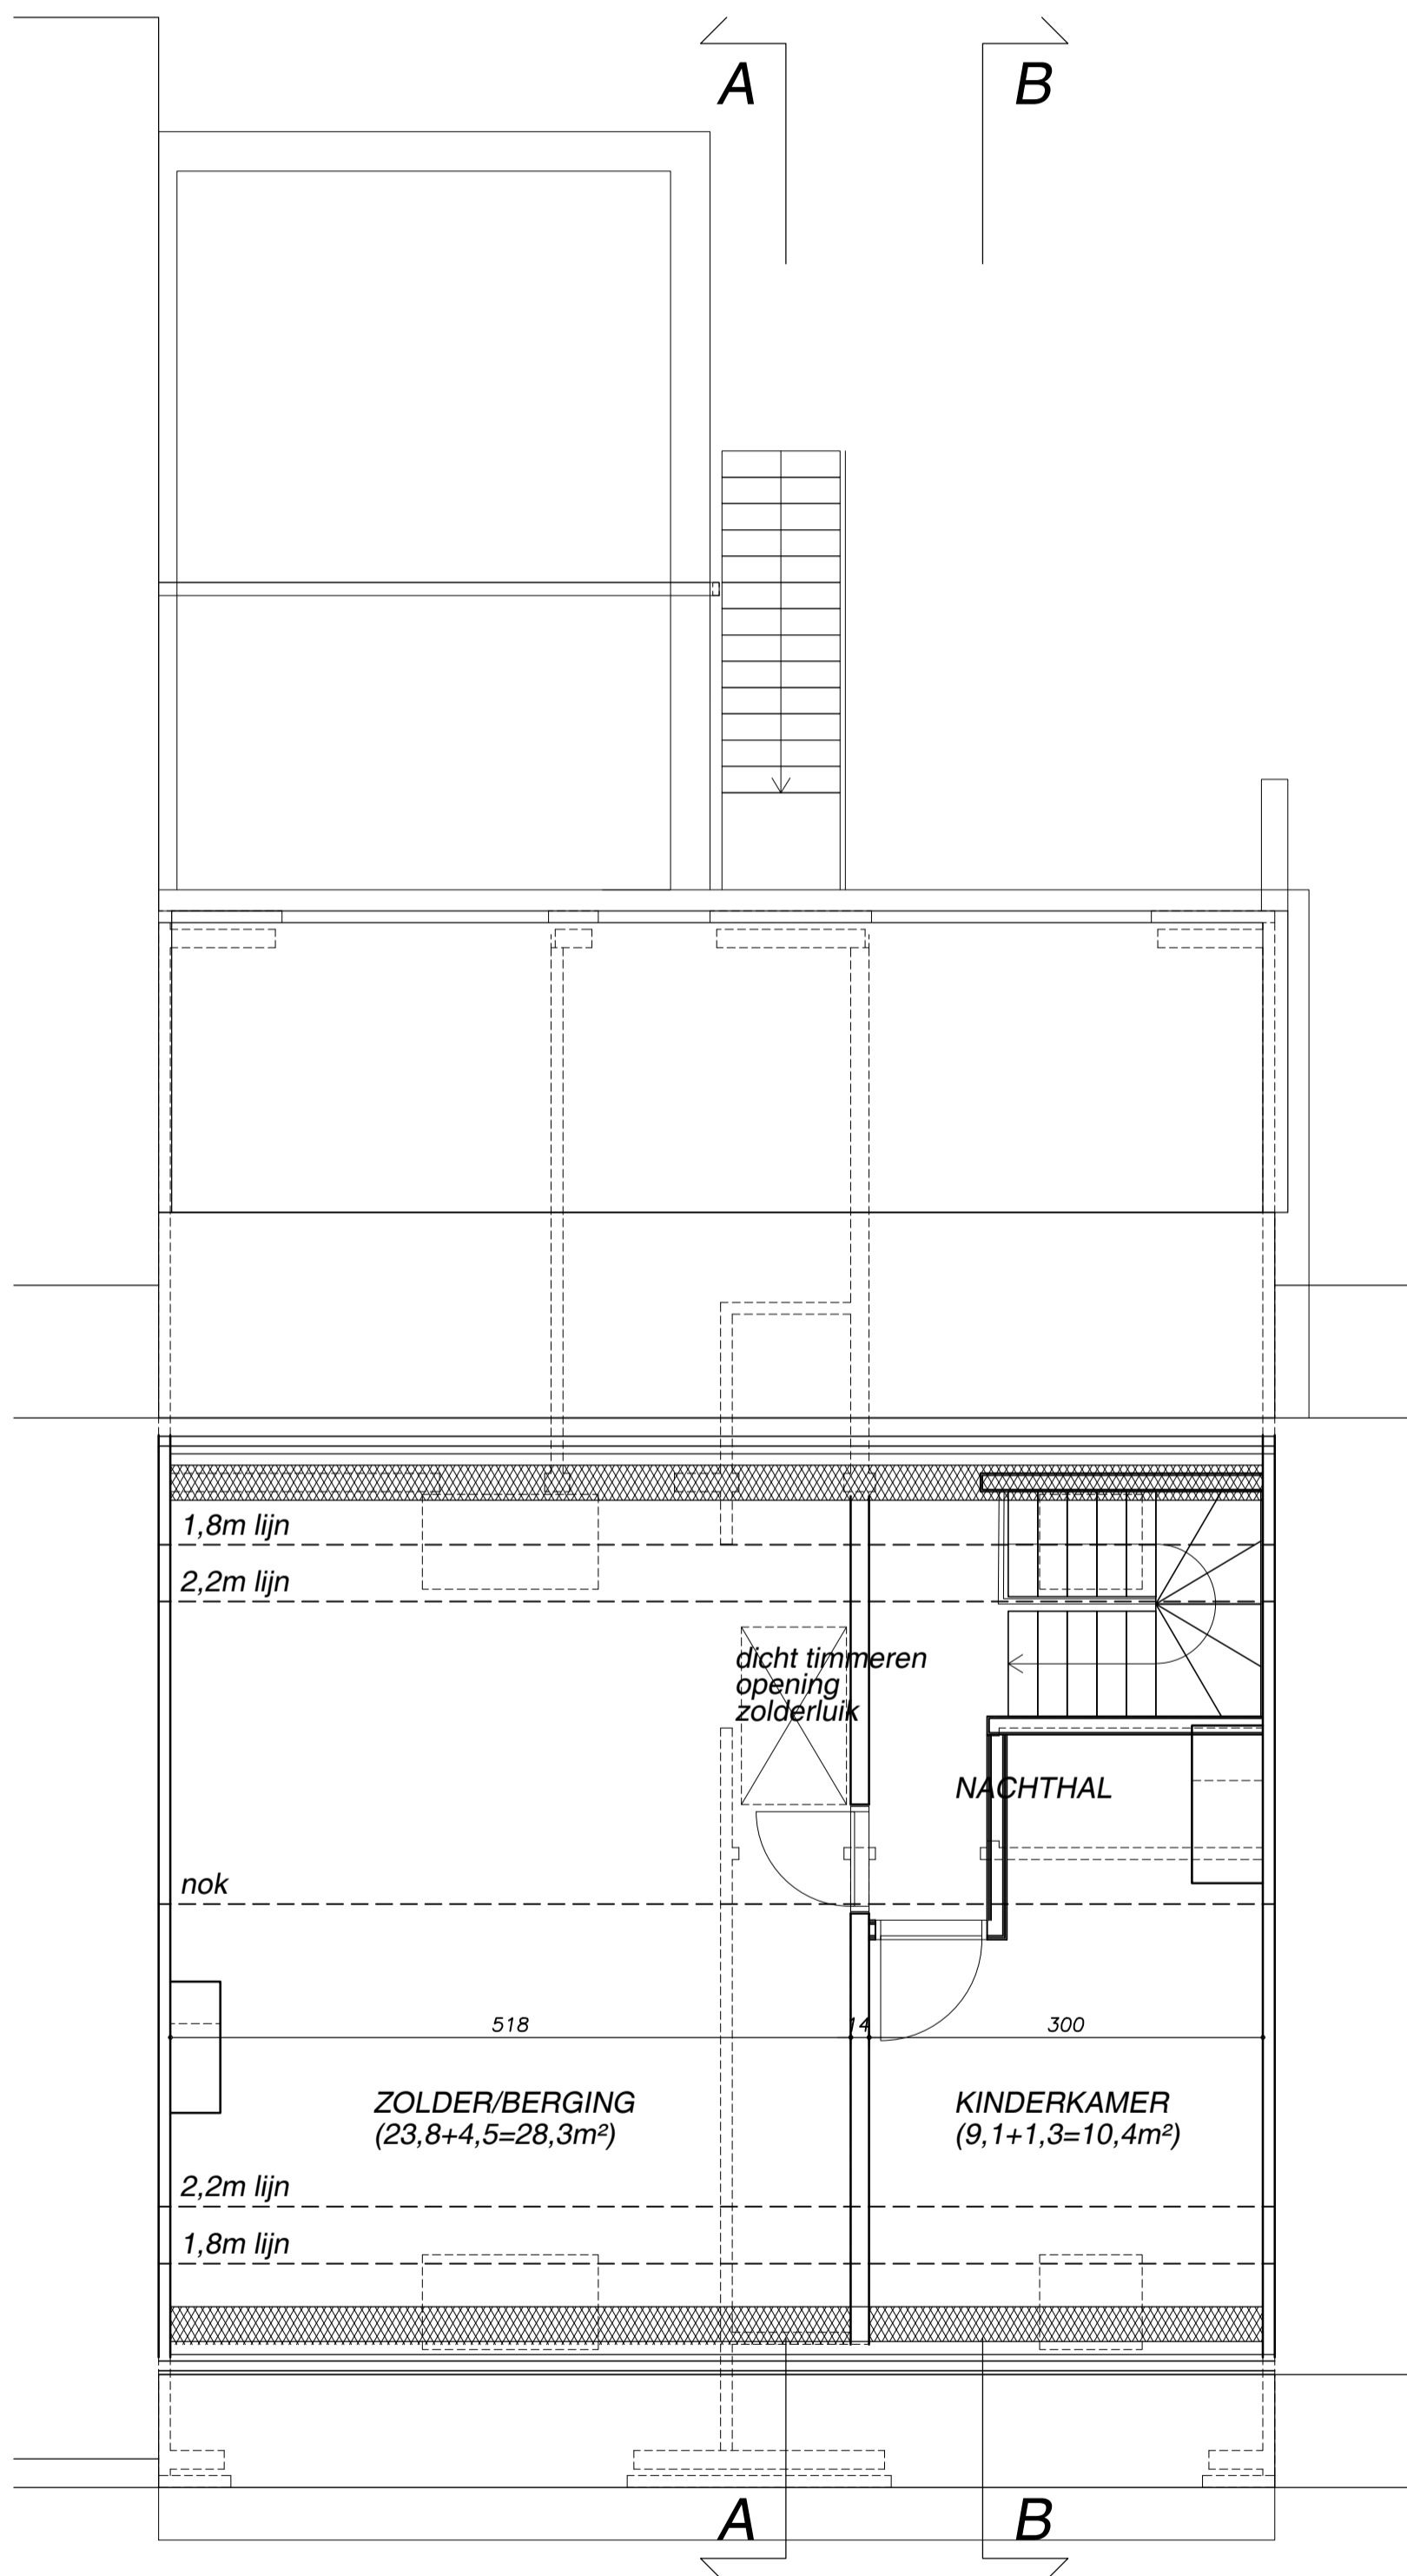 A B
1,8m lijn
2,2m lijn
dicht timmeren
opening
zolderluik
NACHTHAL
nok
518 14 300
ZOLDER/BERGING
(23,8+4,5=28,3m²)
KINDERKAMER
(9,1+1,3=10,4m²)
2,2m lijn
1,8m lijn
A B